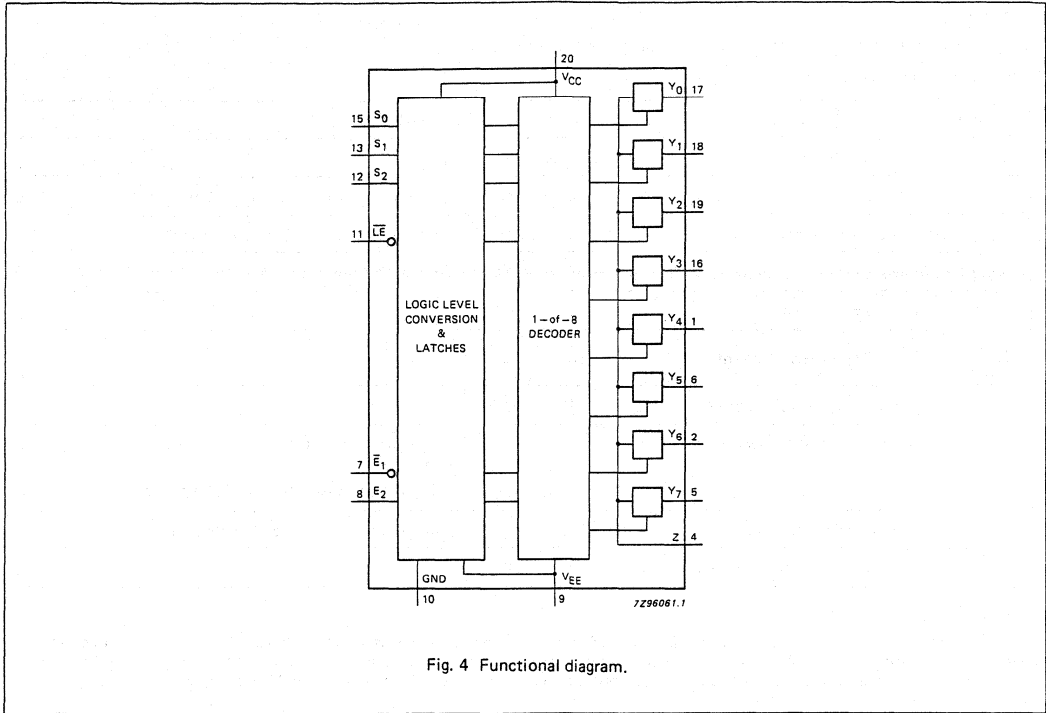 20
VCC
Y0 17
15 S0
13 S1
Y1 18
12 S2
Y2 19
11 LE
Y3 16
LOGIC LEVEL
CONVERSION
&
LATCHES
1-of-8
DECODER
Y4 1
Y5 6
Y6 2
7 E1
8 E2
Y7 5
Z 4
GND
VEE
10
9
7Z96061.1
Fig. 4 Functional diagram.